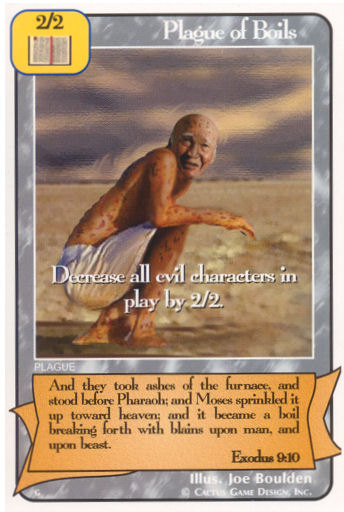 2/2
Plague of Boils
Decrease all evil characters in
play by 2/2.
PLAGUE
And they took ashes of the furnace, and
stood before Pharaoh; and Moses sprinkled it
up toward heaven; and it became a boil
breaking forth with blains upon man, and
upon beast.
Exodus 9:10
Illus. Joe Boulden
G © CACTUS GAME DESIGN, INC.